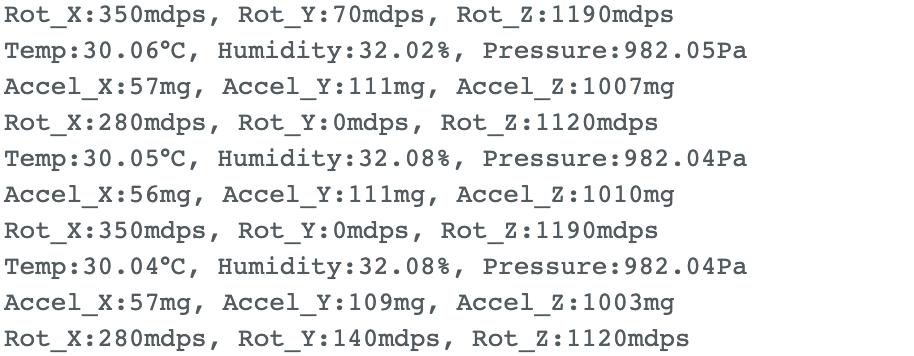 Rot_X:350mdps, Rot_Y:70mdps, Rot_Z:1190mdps
Temp:30.06°C, Humidity:32.02%, Pressure:982.05Pa
Accel_X:57mg, Accel_Y:111mg, Accel_Z:1007mg
Rot_X:280mdps, Rot_Y:0mdps, Rot_Z:1120mdps
Temp:30.05°C, Humidity:32.08%, Pressure:982.04Pa
Accel_X:56mg, Accel_Y:111mg, Accel_Z:1010mg
Rot_X:350mdps, Rot_Y:0mdps, Rot_Z:1190mdps
Temp:30.04°C, Humidity:32.08%, Pressure:982.04Pa
Accel_X:57mg, Accel_Y:109mg, Accel_Z:1003mg
Rot_X:280mdps, Rot_Y:140mdps, Rot_Z:1120mdps